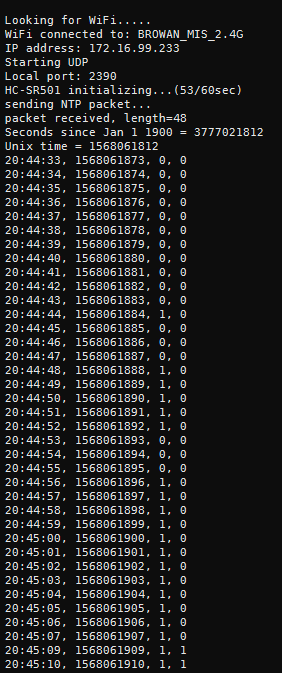 Looking for WiFi.....
WiFi connected to: BROWAN_MIS_2.4G
IP address: 172.16.99.233
Starting UDP
Local port: 2390
HC-SR501 initializing...(53/60sec)
sending NTP packet...
packet received, length=48
Seconds since Jan 1 1900 = 3777021812
Unix time = 1568061812
20:44:33, 1568061873, 0, 0
20:44:34, 1568061874, 0, 0
20:44:35, 1568061875, 0, 0
20:44:36, 1568061876, 0, 0
20:44:37, 1568061877, 0, 0
20:44:38, 1568061878, 0, 0
20:44:39, 1568061879, 0, 0
20:44:40, 1568061880, 0, 0
20:44:41, 1568061881, 0, 0
20:44:42, 1568061882, 0, 0
20:44:43, 1568061883, 0, 0
20:44:44, 1568061884, 1, 0
20:44:45, 1568061885, 0, 0
20:44:46, 1568061886, 0, 0
20:44:47, 1568061887, 0, 0
20:44:48, 1568061888, 1, 0
20:44:49, 1568061889, 1, 0
20:44:50, 1568061890, 1, 0
20:44:51, 1568061891, 1, 0
20:44:52, 1568061892, 1, 0
20:44:53, 1568061893, 0, 0
20:44:54, 1568061894, 0, 0
20:44:55, 1568061895, 0, 0
20:44:56, 1568061896, 1, 0
20:44:57, 1568061897, 1, 0
20:44:58, 1568061898, 1, 0
20:44:59, 1568061899, 1, 0
20:45:00, 1568061900, 1, 0
20:45:01, 1568061901, 1, 0
20:45:02, 1568061902, 1, 0
20:45:03, 1568061903, 1, 0
20:45:04, 1568061904, 1, 0
20:45:05, 1568061905, 1, 0
20:45:06, 1568061906, 1, 0
20:45:07, 1568061907, 1, 0
20:45:09, 1568061909, 1, 1
20:45:10, 1568061910, 1, 1